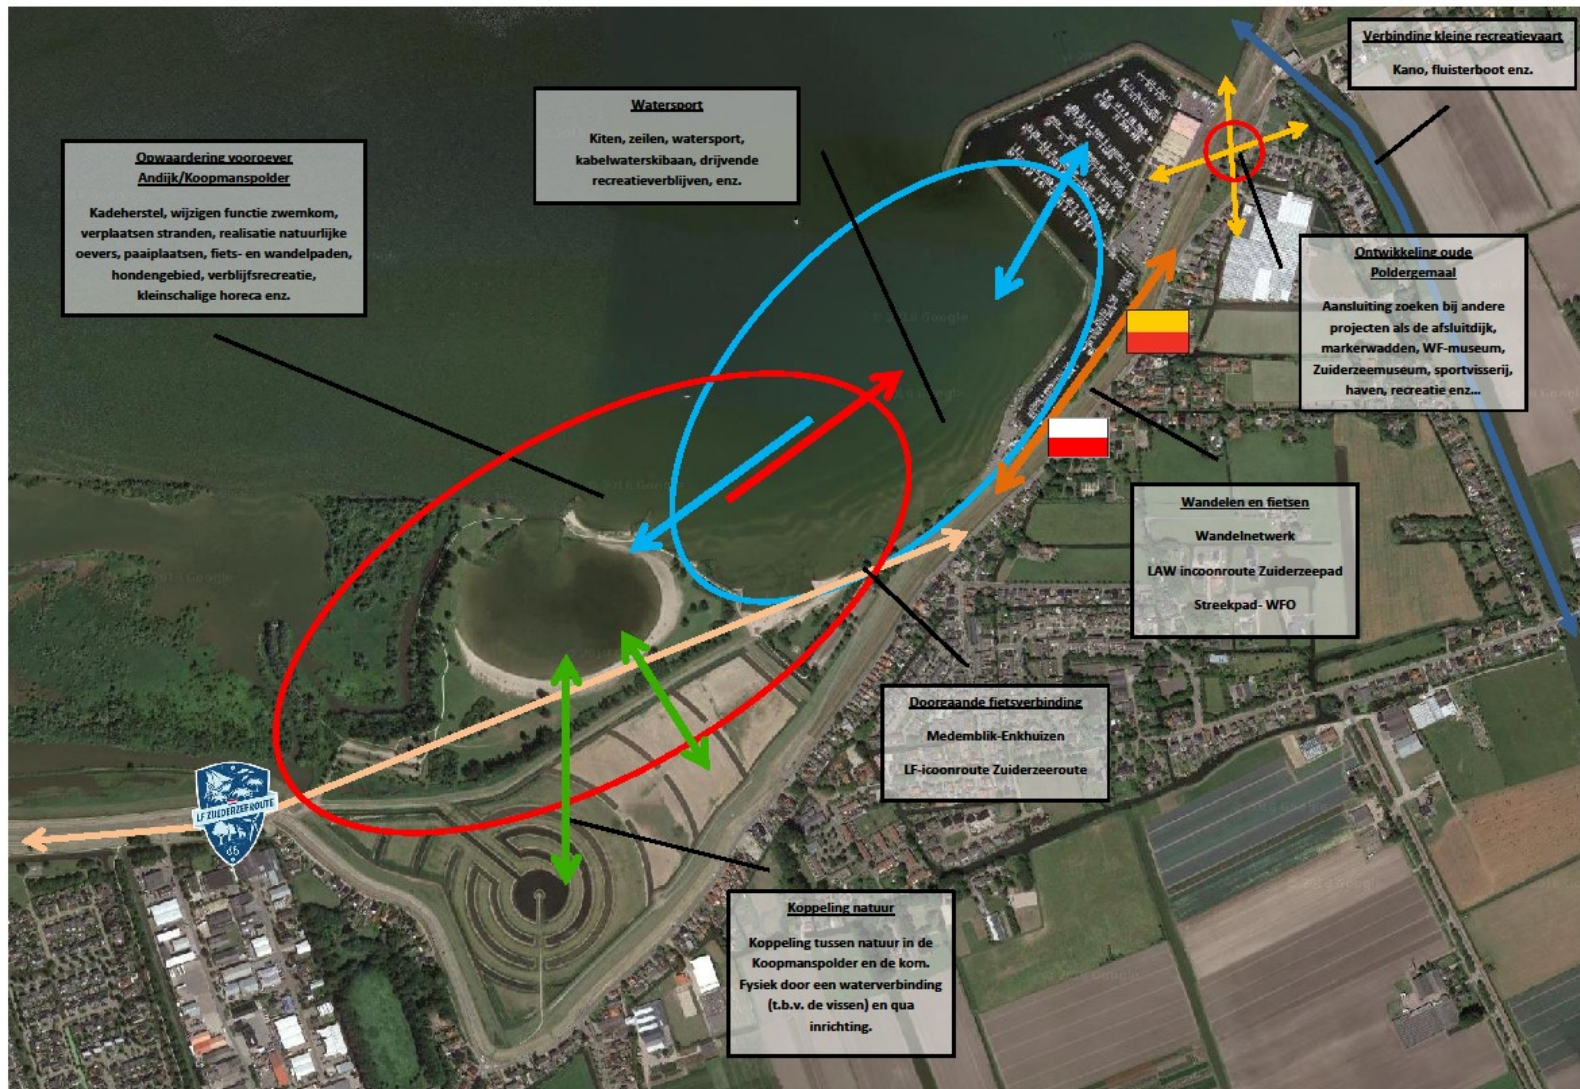 Verbinding kleine recreatievaart
Kano, fluisterboot enz.
Watersport
Kiten, zeilen, watersport,
kabelwaterskibaan, drijvende
recreatieverblijven, enz.
Opwaardering vooroever
Andijk/Koopmanspolder
Kadeherstel, wijzigen functie zwemkom,
verplaatsen stranden, realisatie natuurlijke
oevers, paaiplaatsen, fiets- en wandelpaden,
hondengebied, verblijfsrecreatie,
kleinschalige horeca enz.
Ontwikkeling oude
Poldergemaal
Aansluiting zoeken bij andere
projecten als de afsluitdijk,
markerwadden, WF-museum,
Zuiderzeemuseum, sportvisserij,
haven, recreatie enz...
Wandelen en fietsen
Wandelnetwerk
LAW incoonroute Zuiderzeepad
Streekpad- WFO
Doorgaande fietsverbinding
Medemblik-Enkhuizen
LF-icoonroute Zuiderzeeroute
LF ZUIDERZEEROUTE
Koppeling natuur
Koppeling tussen natuur in de
Koopmanspolder en de kom.
Fysiek door een waterverbinding
(t.b.v. de vissen) en qua
inrichting.